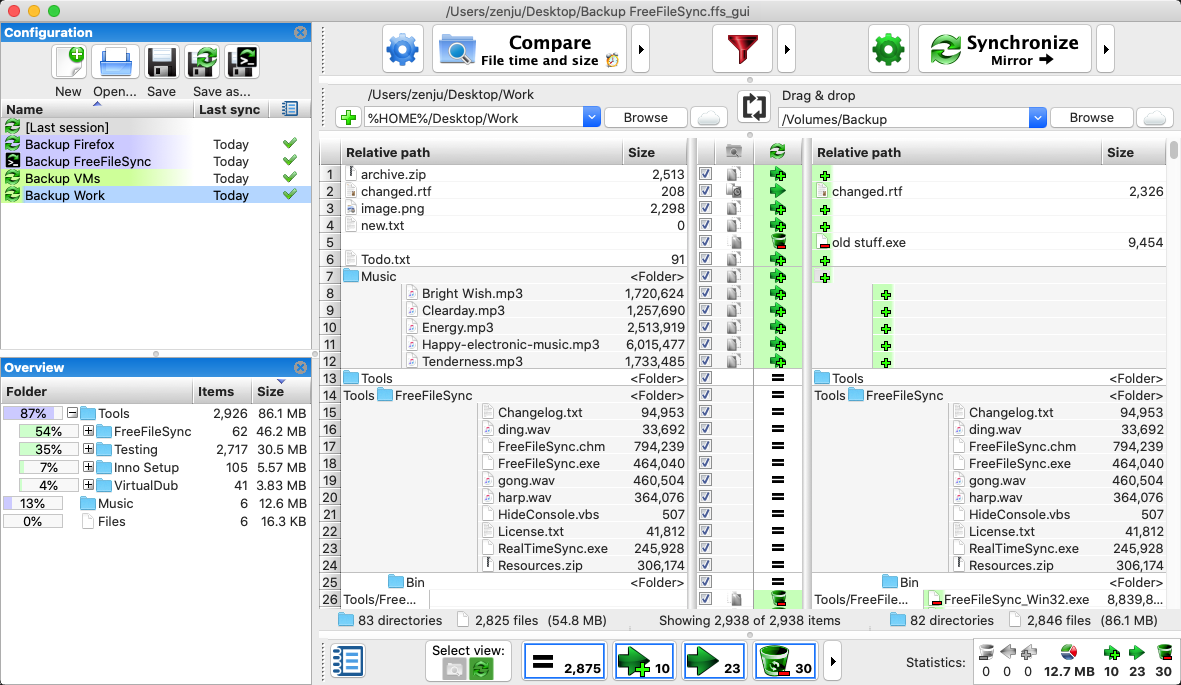 /Users/zenju/Desktop/Backup FreeFileSync.ffs_gui
Configuration
New Open... Save Save as...
Name Last sync
[Last session]
Backup Firefox Today
Backup FreeFileSync Today
Backup VMs Today
Backup Work Today
Overview
Folder Items Size
87% Tools 2,926 86.1 MB
54% FreeFileSync 62 46.2 MB
35% Testing 2,717 30.5 MB
7% Inno Setup 105 5.57 MB
4% VirtualDub 41 3.83 MB
13% Music 6 12.6 MB
0% Files 6 16.3 KB
Compare
File time and size
Synchronize
Mirror
/Users/zenju/Desktop/Work
%HOME%/Desktop/Work Browse
Drag & drop
/Volumes/Backup Browse
Relative path Size Relative path Size
1 archive.zip 2,513
2 changed.rtf 208 changed.rtf 2,326
3 image.png 2,298
4 new.txt 0
5 old stuff.exe 9,454
6 Todo.txt 91
7 Music <Folder>
8 Bright Wish.mp3 1,720,624
9 Clearday.mp3 1,257,690
10 Energy.mp3 2,513,919
11 Happy-electronic-music.mp3 6,015,477
12 Tenderness.mp3 1,733,485
13 Tools <Folder> Tools <Folder>
14 Tools FreeFileSync <Folder> Tools FreeFileSync <Folder>
15 Changelog.txt 94,953 Changelog.txt 94,953
16 ding.wav 33,692 ding.wav 33,692
17 FreeFileSync.chm 794,239 FreeFileSync.chm 794,239
18 FreeFileSync.exe 464,040 FreeFileSync.exe 464,040
19 gong.wav 460,504 gong.wav 460,504
20 harp.wav 364,076 harp.wav 364,076
21 HideConsole.vbs 507 HideConsole.vbs 507
22 License.txt 41,812 License.txt 41,812
23 RealTimeSync.exe 245,928 RealTimeSync.exe 245,928
24 Resources.zip 306,174 Resources.zip 306,174
25 Bin <Folder> Bin <Folder>
26 Tools/Free... Tools/FreeFile... FreeFileSync_Win32.exe 8,839,8...
83 directories 2,825 files (54.8 MB) Showing 2,938 of 2,938 items 82 directories 2,846 files (86.1 MB)
Select view:
2,875 10 23 30
Statistics: 0 0 0 12.7 MB 10 23 30